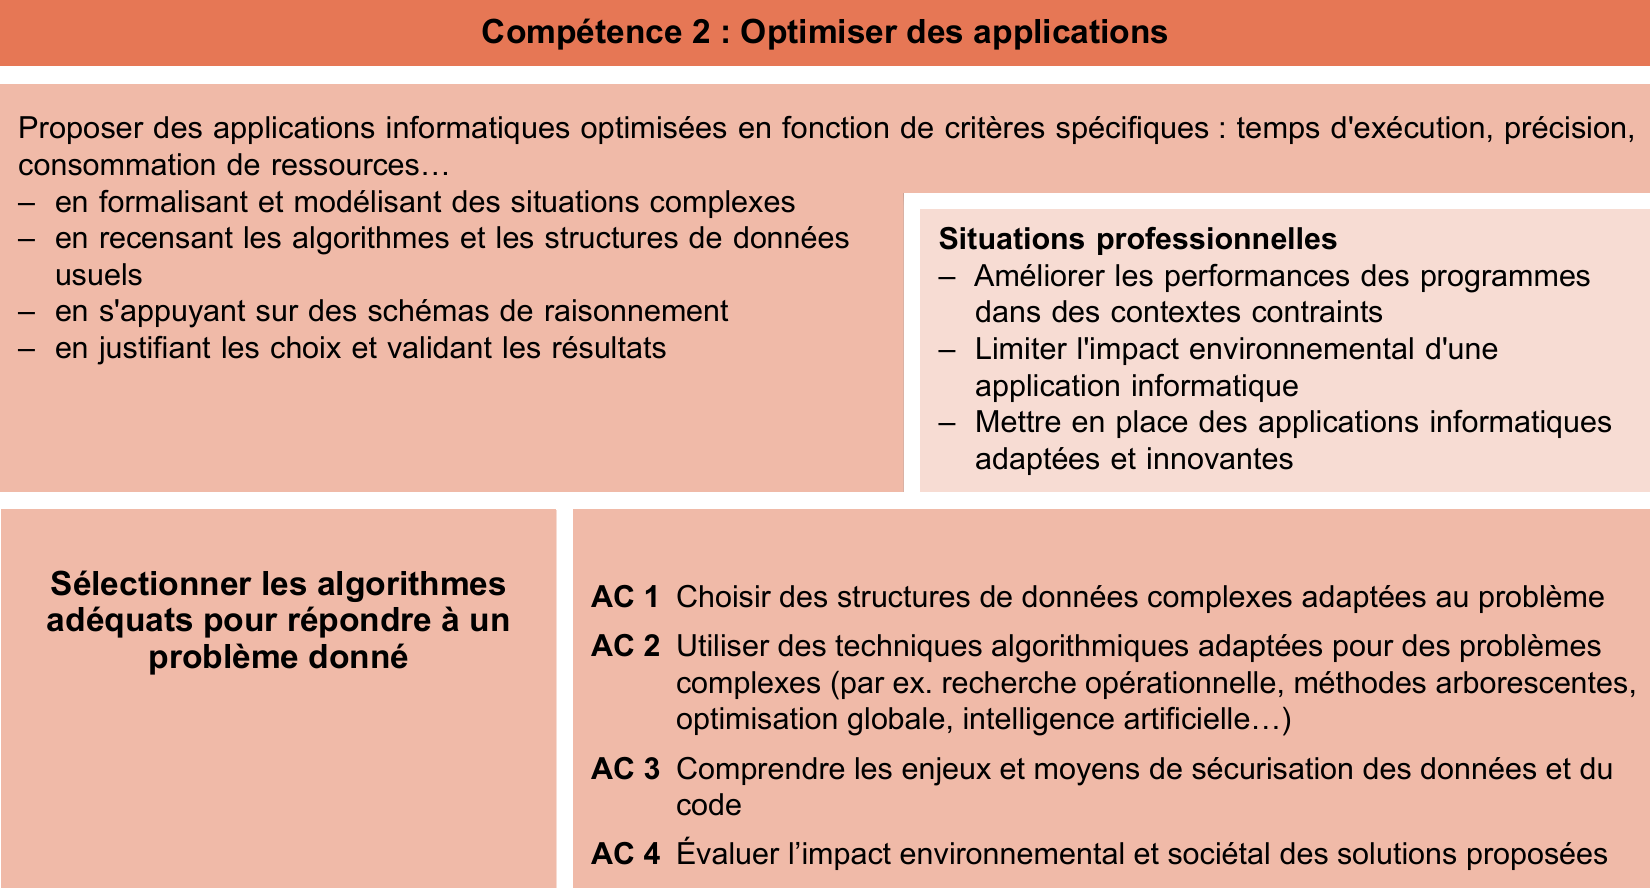 Compétence 2 : Optimiser des applications
Proposer des applications informatiques optimisées en fonction de critères spécifiques : temps d'exécution, précision,
consommation de ressources…
– en formalisant et modélisant des situations complexes
– en recensant les algorithmes et les structures de données
usuels
– en s'appuyant sur des schémas de raisonnement
– en justifiant les choix et validant les résultats
Situations professionnelles
– Améliorer les performances des programmes
dans des contextes contraints
– Limiter l'impact environnemental d'une
application informatique
– Mettre en place des applications informatiques
adaptées et innovantes
Sélectionner les algorithmes
adéquats pour répondre à un
problème donné
AC 1 Choisir des structures de données complexes adaptées au problème
AC 2 Utiliser des techniques algorithmiques adaptées pour des problèmes
complexes (par ex. recherche opérationnelle, méthodes arborescentes,
optimisation globale, intelligence artificielle…)
AC 3 Comprendre les enjeux et moyens de sécurisation des données et du
code
AC 4 Évaluer l’impact environnemental et sociétal des solutions proposées